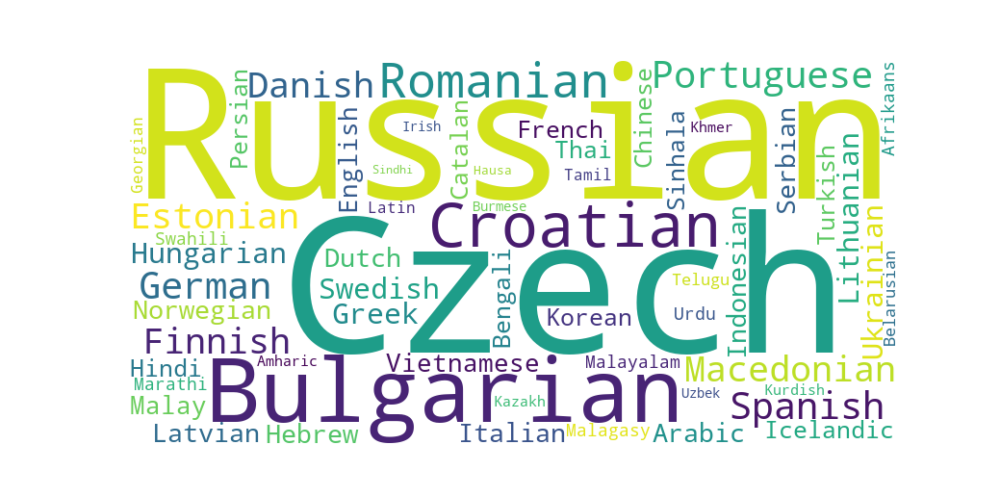 Russian
Georgian
Persian
Danish
Romanian
Portuguese
Afrikaans
English
Irish
Catalan
French
Chinese
Khmer
Thai
Sinhala
Serbian
Sindhi
Hausa
Tamil
Turkish
Lithuanian
Estonian
Latin
Burmese
Croatian
Swahili
Czech
Hungarian
Dutch
Bengali
Indonesian
Ukrainian
Belarusian
German
Swedish
Telugu
Norwegian
Greek
Korean
Urdu
Finnish
Hindi
Amharic
Vietnamese
Malayalam
Macedonian
Marathi
Bulgarian
Uzbek
Kurdish
Malay
Kazakh
Spanish
Latvian
Hebrew
Italian
Malagasy
Arabic
Icelandic